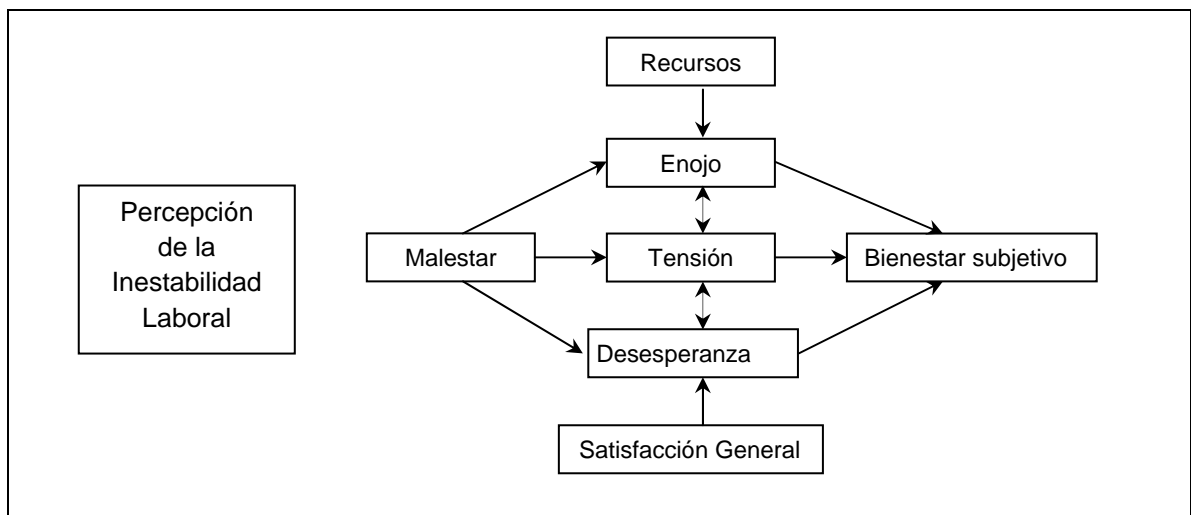 Recursos
Enojo
Percepción
de la
Inestabilidad
Laboral
Malestar
Tensión
Bienestar subjetivo
Desesperanza
Satisfacción General